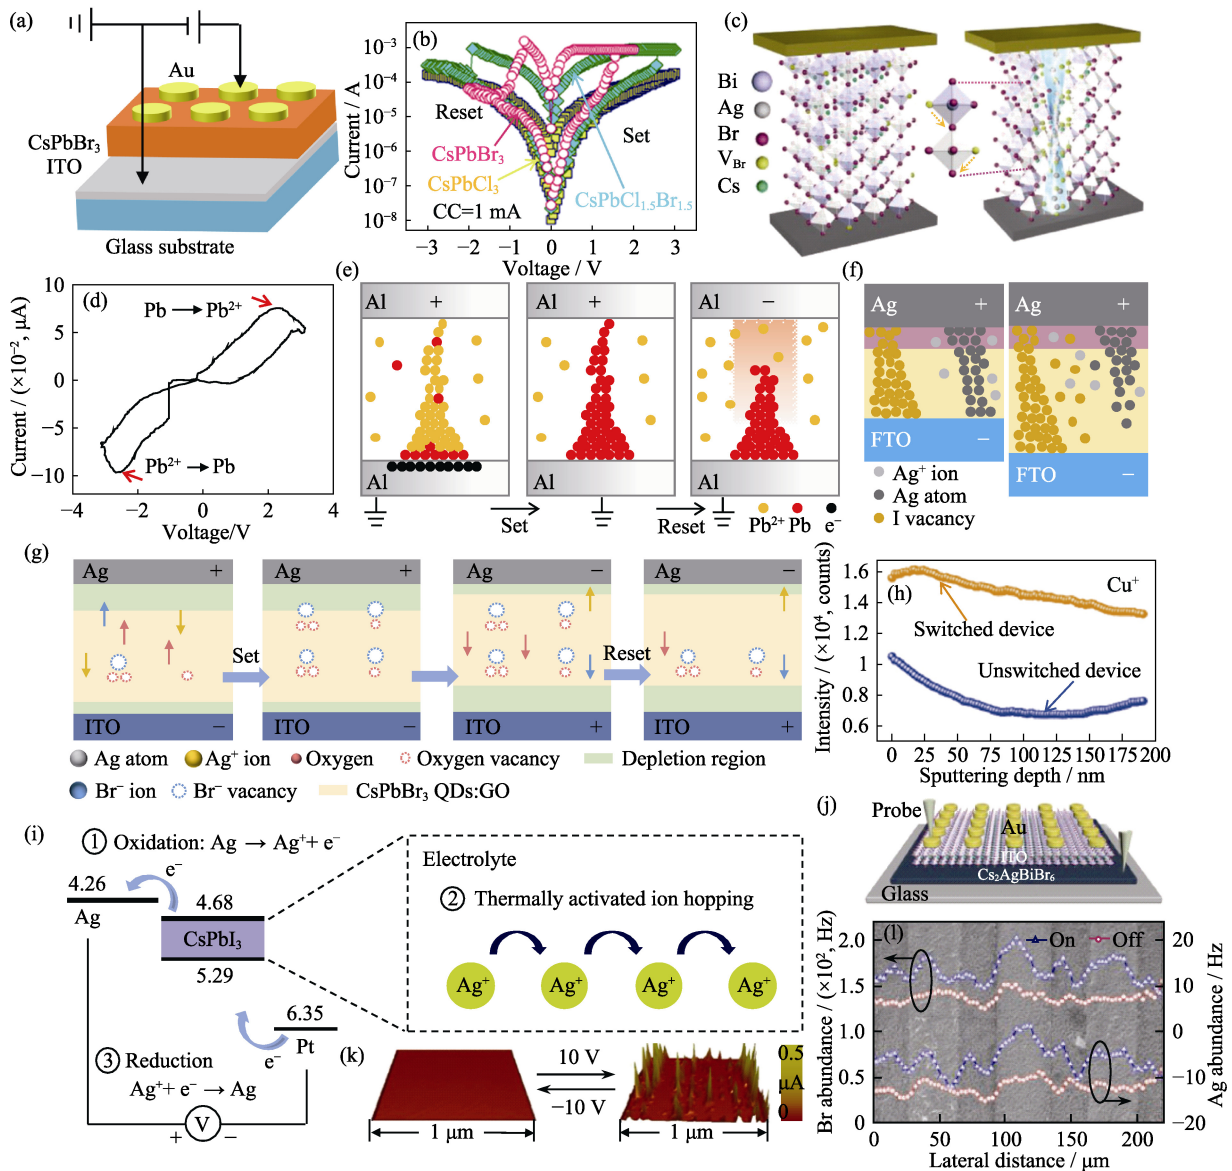 (a)
Au
CsPbBr₃
ITO
Glass substrate
(b)
Current / A
10⁻³
10⁻⁴
10⁻⁵
10⁻⁶
10⁻⁷
10⁻⁸
Reset
Set
CsPbBr₃
CsPbCl₃
CsPbCl₁.₅Br₁.₅
CC=1 mA
−3 −2 −1 0 1 2 3
Voltage / V
(c)
Bi
Ag
Br
V_Br
Cs
(d)
Current / (×10⁻², μA)
10
5
0
−5
−10
Pb → Pb²⁺
Pb²⁺ → Pb
−4 −2 0 2 4
Voltage/V
(e)
Al + Al + Al −
Al Al Al
Set Reset
Pb²⁺ Pb e⁻
(f)
Ag + Ag +
FTO −
FTO −
Ag⁺ ion
Ag atom
I vacancy
(g)
Ag + Ag + Ag − Ag −
Set Reset
ITO − ITO − ITO + ITO +
Ag atom Ag⁺ ion Oxygen Oxygen vacancy Depletion region
Br⁻ ion Br⁻ vacancy CsPbBr₃ QDs:GO
(h)
Intensity / (×10⁴, counts)
1.6
1.4
1.2
1
0.8
0.6
Cu⁺
Switched device
Unswitched device
0 25 50 75 100 125 150 175 200
Sputtering depth / nm
(i)
① Oxidation: Ag → Ag⁺+ e⁻
e⁻
4.26
Ag
4.68
CsPbI₃
5.29
6.35
Pt
e⁻
③ Reduction
Ag⁺+ e⁻ → Ag
+ V −
Electrolyte
② Thermally activated ion hopping
Ag⁺ Ag⁺ Ag⁺ Ag⁺
(j)
Probe
Au
ITO
Cs₂AgBiBr₆
Glass
(k)
10 V
−10 V
1 μm 1 μm
0.5
μA
0
(l)
On Off
Br abundance / (×10², Hz)
2.0
1.5
1.0
0.5
0
20
10
0
−10
−20
Ag abundance / Hz
0 50 100 150 200
Lateral distance / μm